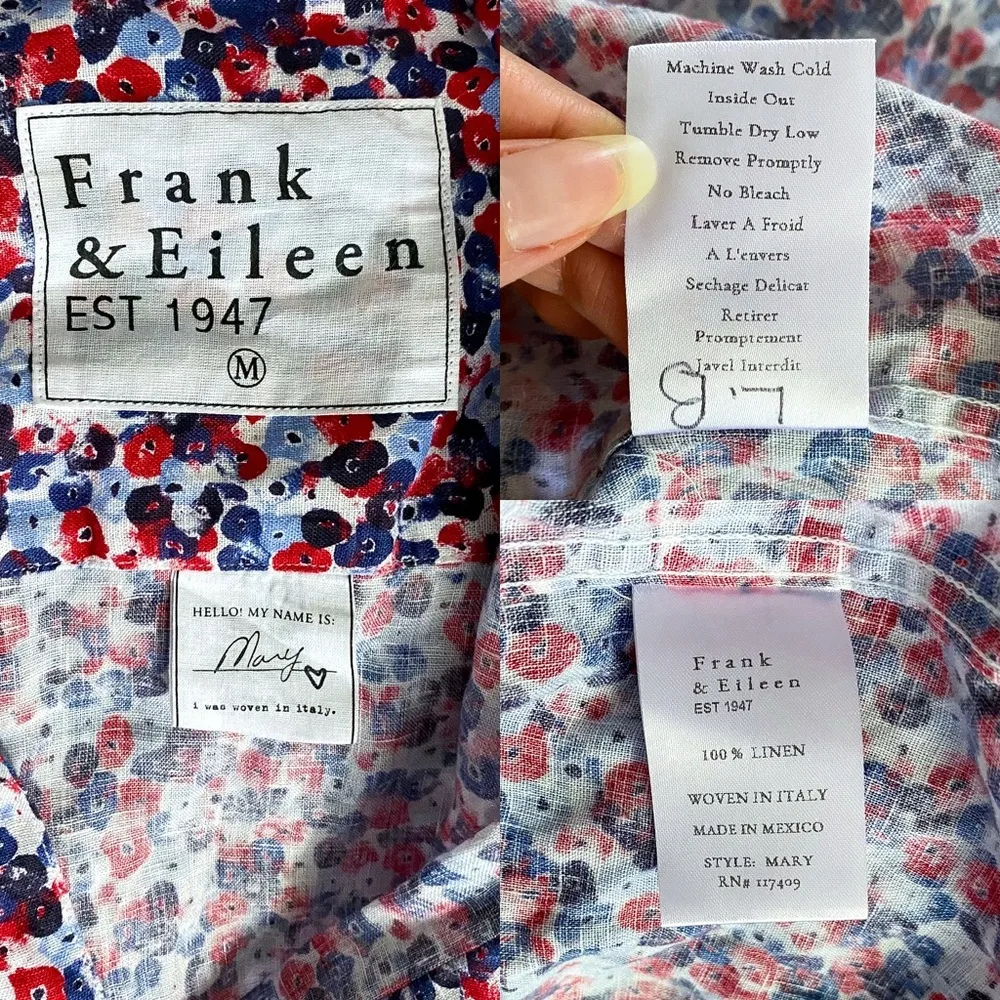 Frank
& Eileen
EST 1947
M
HELLO! MY NAME IS:
Mary
i was woven in italy.
Machine Wash Cold
Inside Out
Tumble Dry Low
Remove Promptly
No Bleach
Laver A Froid
A L'envers
Sechage Delicat
Retirer
Promptement
Javel Interdit
Frank
& Eileen
EST 1947
100% LINEN
WOVEN IN ITALY
MADE IN MEXICO
STYLE: MARY
RN# 117409